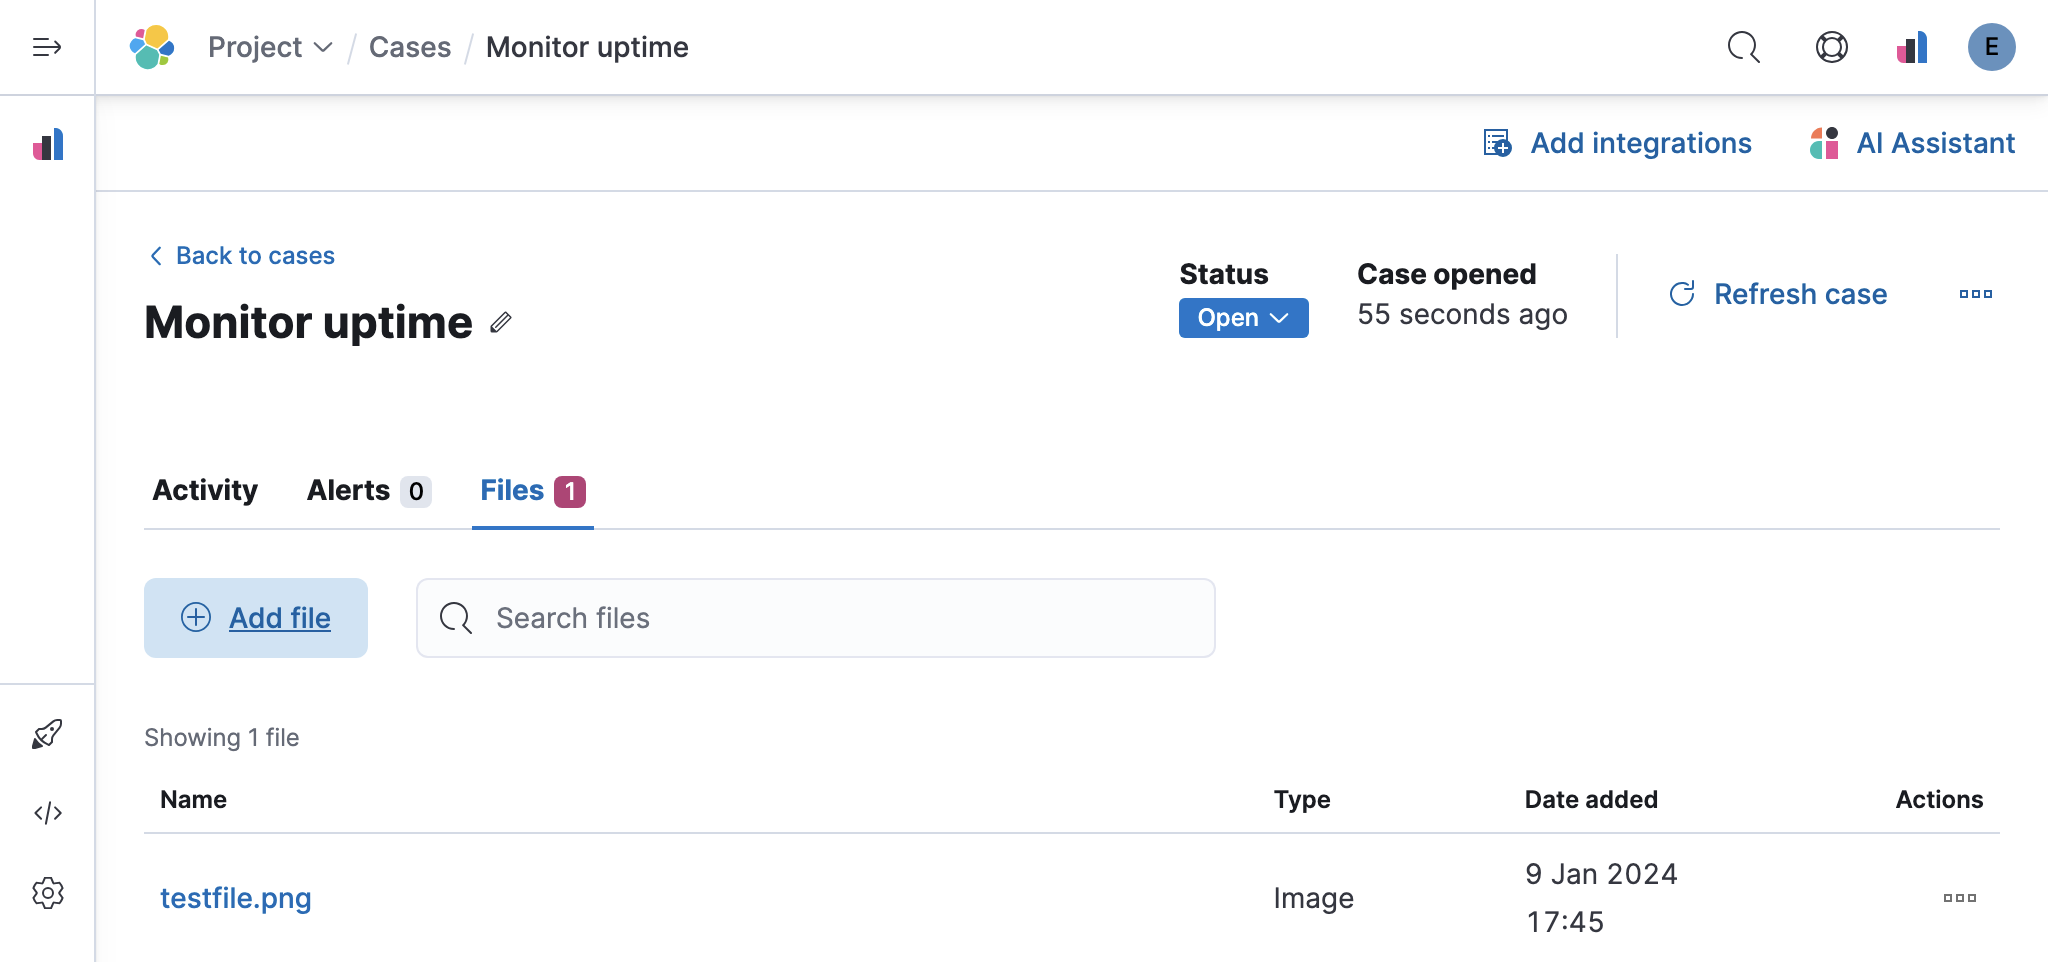 Project / Cases / Monitor uptime
E
Add integrations
AI Assistant
Back to cases
Monitor uptime
Status
Open
Case opened
55 seconds ago
Refresh case
Activity
Alerts 0
Files 1
Add file
Search files
Showing 1 file
Name Type Date added Actions
testfile.png Image 9 Jan 2024
17:45